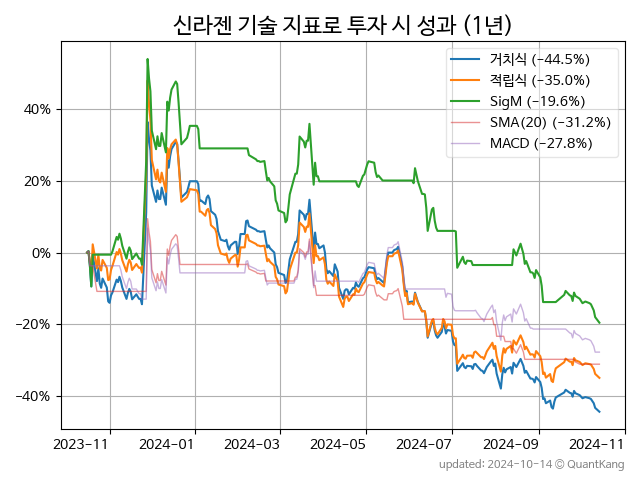 신라젠 기술 지표로 투자 시 성과 (1년)
거치식 (−44.5%)
적립식 (−35.0%)
SigM (−19.6%)
SMA(20) (−31.2%)
MACD (−27.8%)
40%
20%
0%
−20%
−40%
2023−11 2024−01 2024−03 2024−05 2024−07 2024−09 2024−11
updated: 2024−10−14 © QuantKang